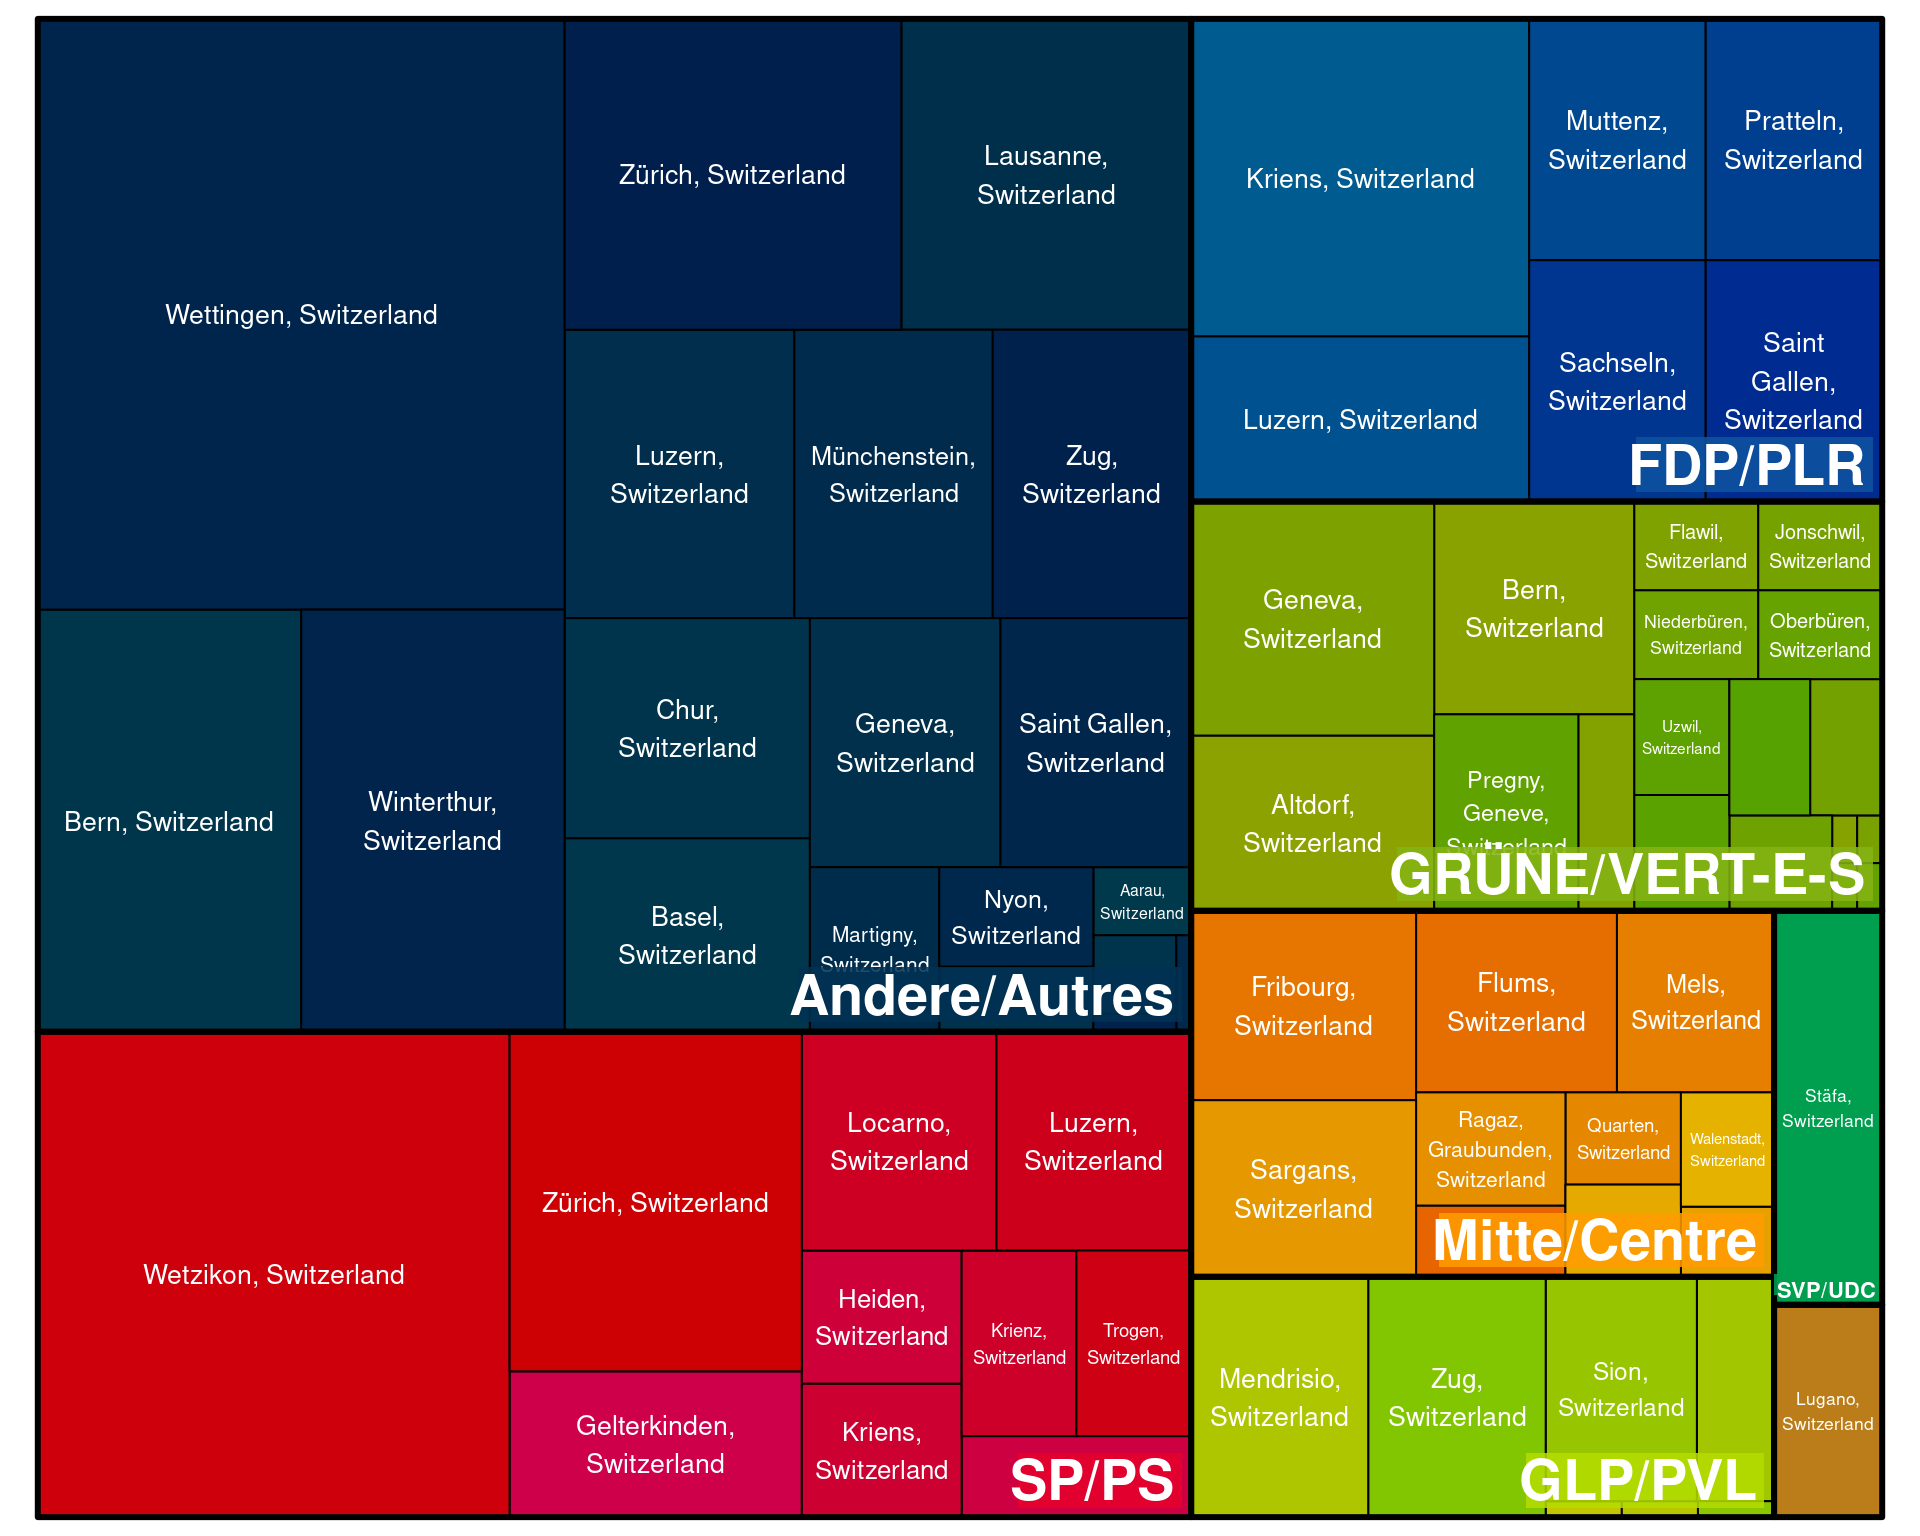 Wettingen, Switzerland
Zürich, Switzerland
Lausanne,
Switzerland
Luzern,
Switzerland
Münchenstein,
Switzerland
Zug,
Switzerland
Bern, Switzerland
Winterthur,
Switzerland
Chur,
Switzerland
Geneva,
Switzerland
Saint Gallen,
Switzerland
Basel,
Switzerland
Martigny,
Switzerland
Nyon,
Switzerland
Aarau,
Switzerland
Andere/Autres
Kriens, Switzerland
Muttenz,
Switzerland
Pratteln,
Switzerland
Luzern, Switzerland
Sachseln,
Switzerland
Saint
Gallen,
Switzerland
FDP/PLR
Geneva,
Switzerland
Bern,
Switzerland
Flawil,
Switzerland
Jonschwil,
Switzerland
Niederbüren,
Switzerland
Oberbüren,
Switzerland
Altdorf,
Switzerland
Pregny,
Geneve,
Switzerland
Uzwil,
Switzerland
GRÜNE/VERT-E-S
Wetzikon, Switzerland
Zürich, Switzerland
Locarno,
Switzerland
Luzern,
Switzerland
Gelterkinden,
Switzerland
Heiden,
Switzerland
Krienz,
Switzerland
Trogen,
Switzerland
Kriens,
Switzerland
SP/PS
Fribourg,
Switzerland
Flums,
Switzerland
Mels,
Switzerland
Sargans,
Switzerland
Ragaz,
Graubunden,
Switzerland
Quarten,
Switzerland
Walenstadt,
Switzerland
Mitte/Centre
Stäfa,
Switzerland
SVP/UDC
Mendrisio,
Switzerland
Zug,
Switzerland
Sion,
Switzerland
GLP/PVL
Lugano,
Switzerland